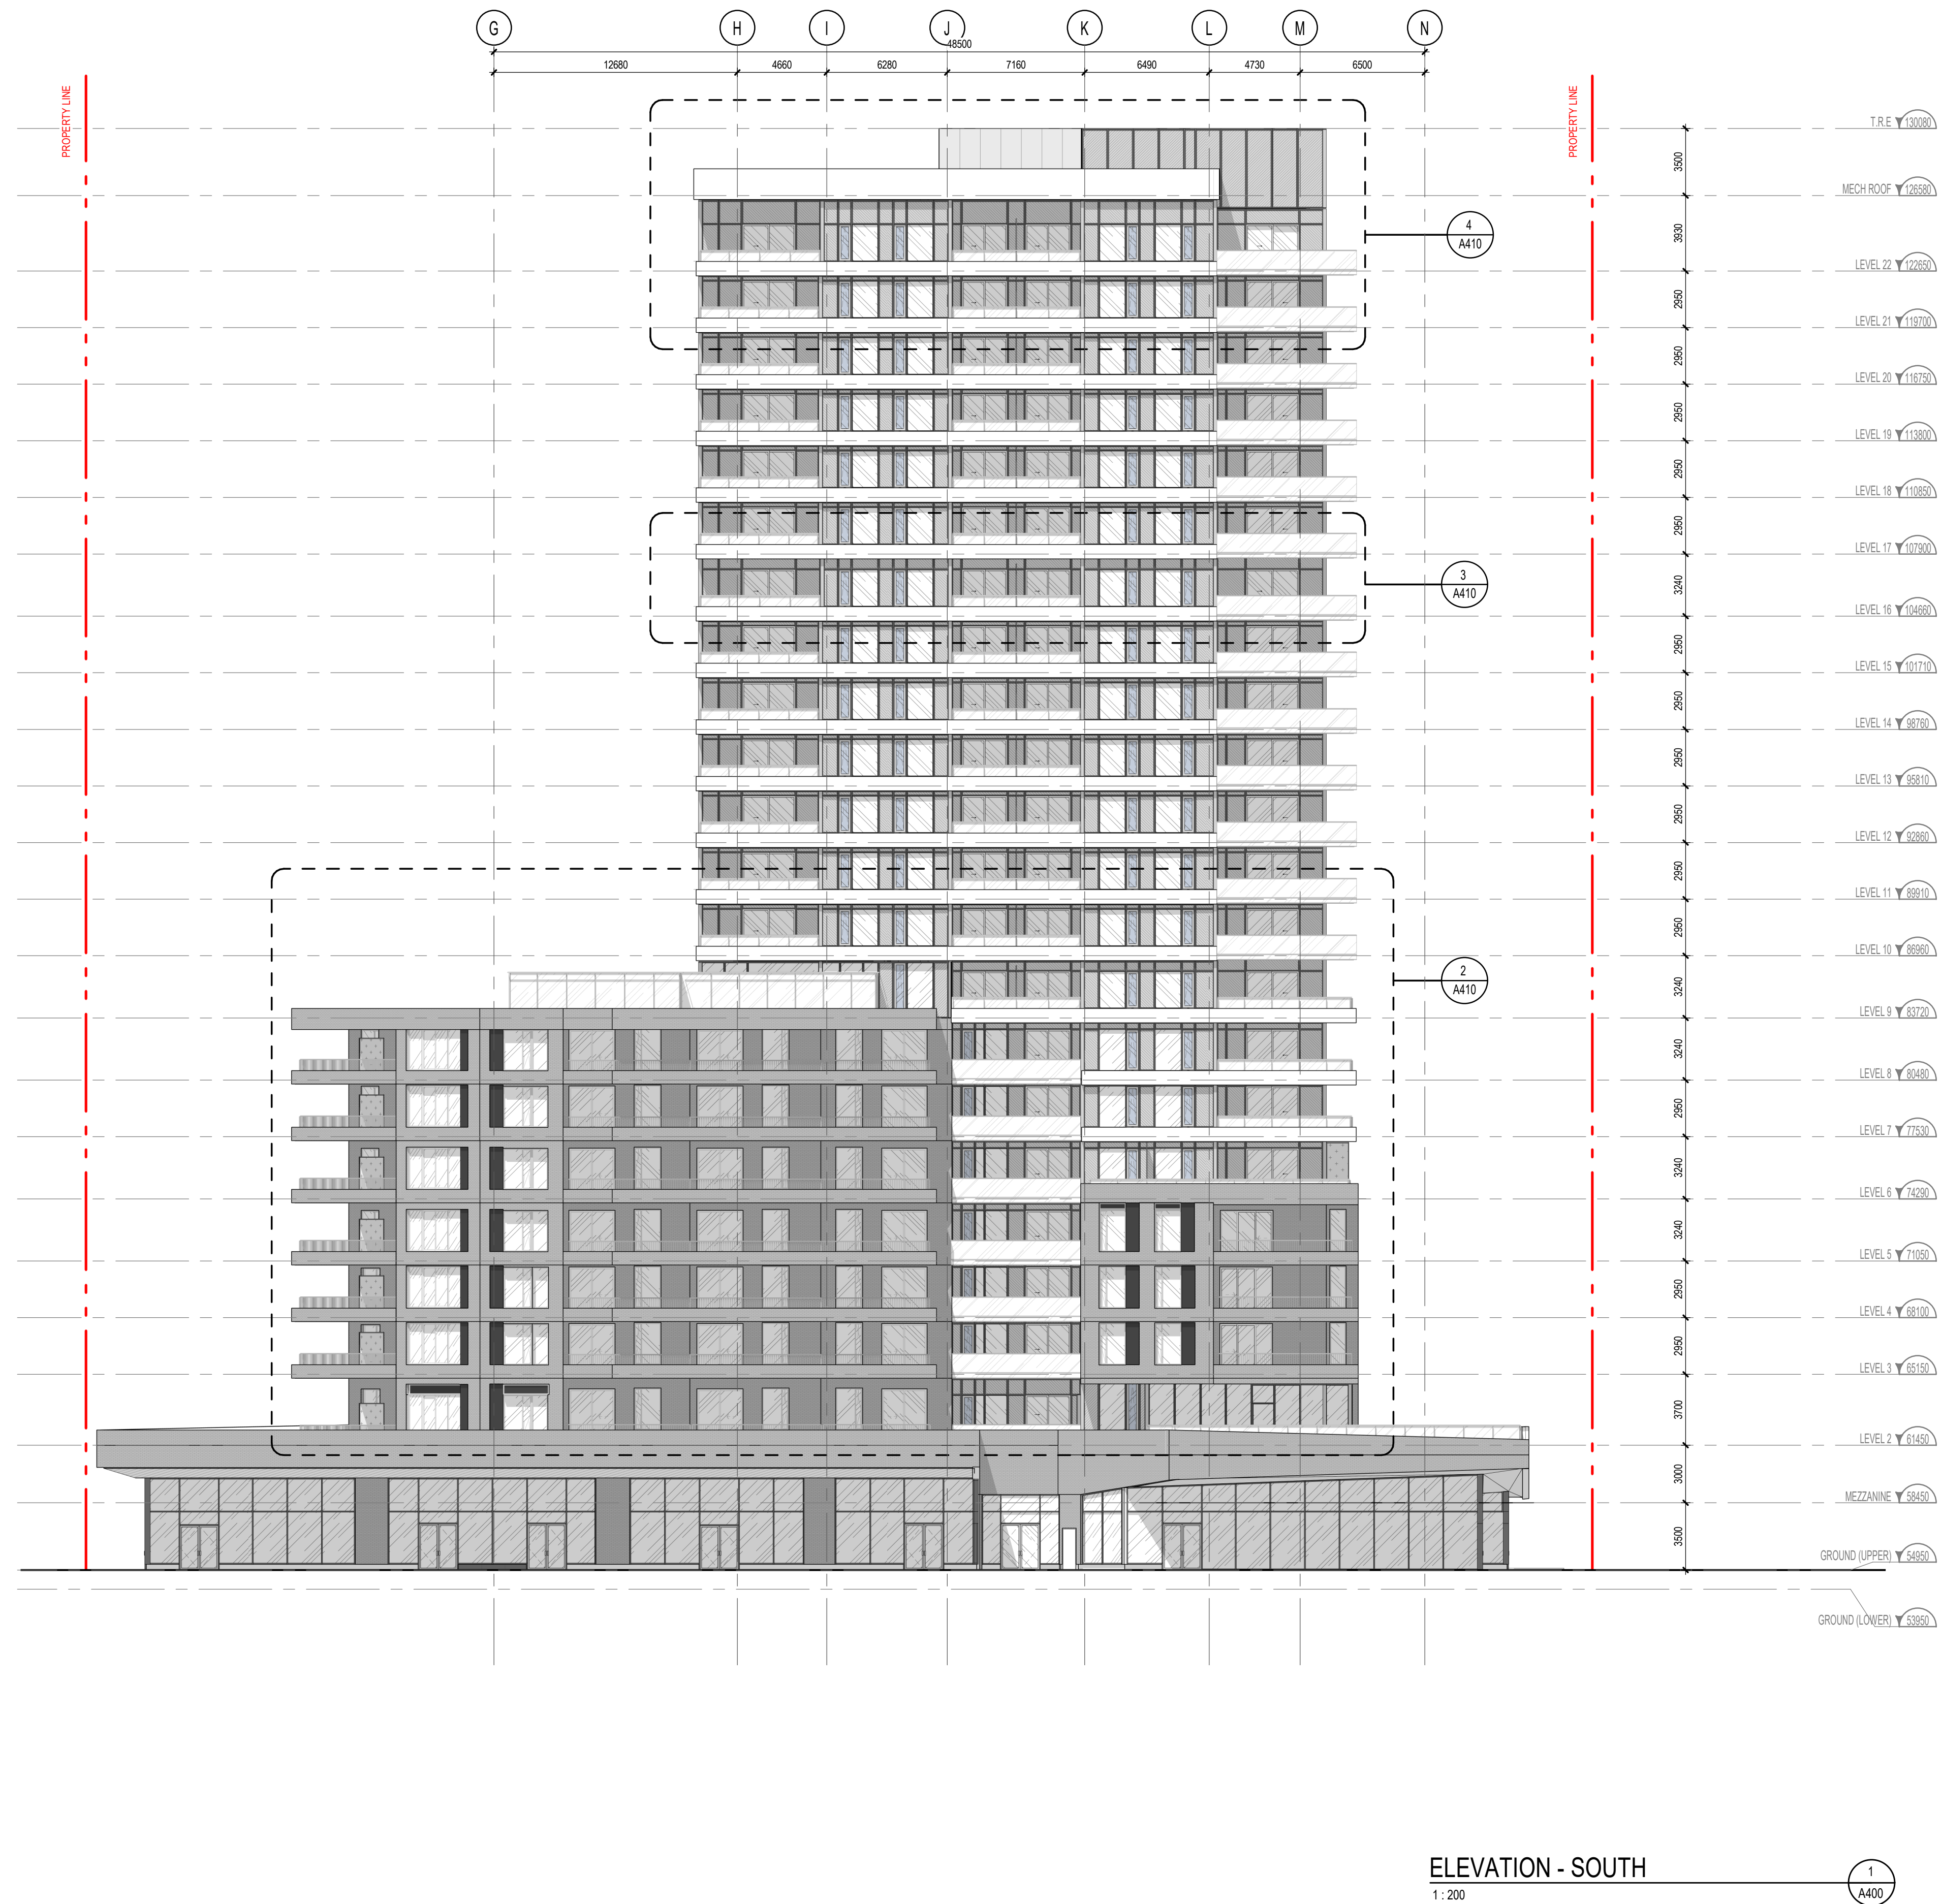 G H I J K L M N
48500
12680 4660 6280 7160 6490 4730 6500
PROPERTY LINE
PROPERTY LINE
T.R.E 130080
3500
MECH ROOF 126580
3930
4
A410
LEVEL 22 122650
2950
LEVEL 21 119700
2950
LEVEL 20 116750
2950
LEVEL 19 113800
2950
LEVEL 18 110850
2950
LEVEL 17 107900
3240
3
A410
LEVEL 16 104660
2950
LEVEL 15 101710
2950
LEVEL 14 98760
2950
LEVEL 13 95810
2950
LEVEL 12 92860
2950
LEVEL 11 89910
2950
LEVEL 10 86960
3240
2
A410
LEVEL 9 83720
3240
LEVEL 8 80480
2950
LEVEL 7 77530
3240
LEVEL 6 74290
3240
LEVEL 5 71050
2950
LEVEL 4 68100
2950
LEVEL 3 65150
3700
LEVEL 2 61450
3000
MEZZANINE 58450
3500
GROUND (UPPER) 54950
GROUND (LOWER) 53950
ELEVATION - SOUTH
1 : 200
1
A400